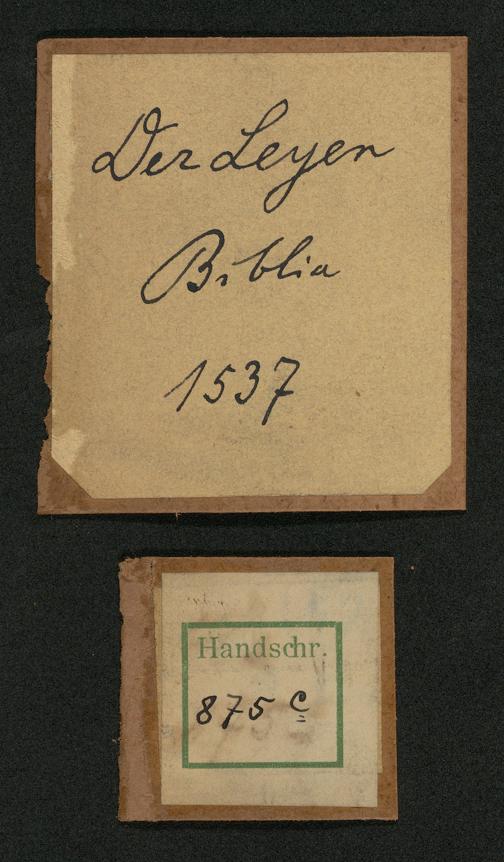 Der Leyen
Biblia
1537
Handschr.
875 c